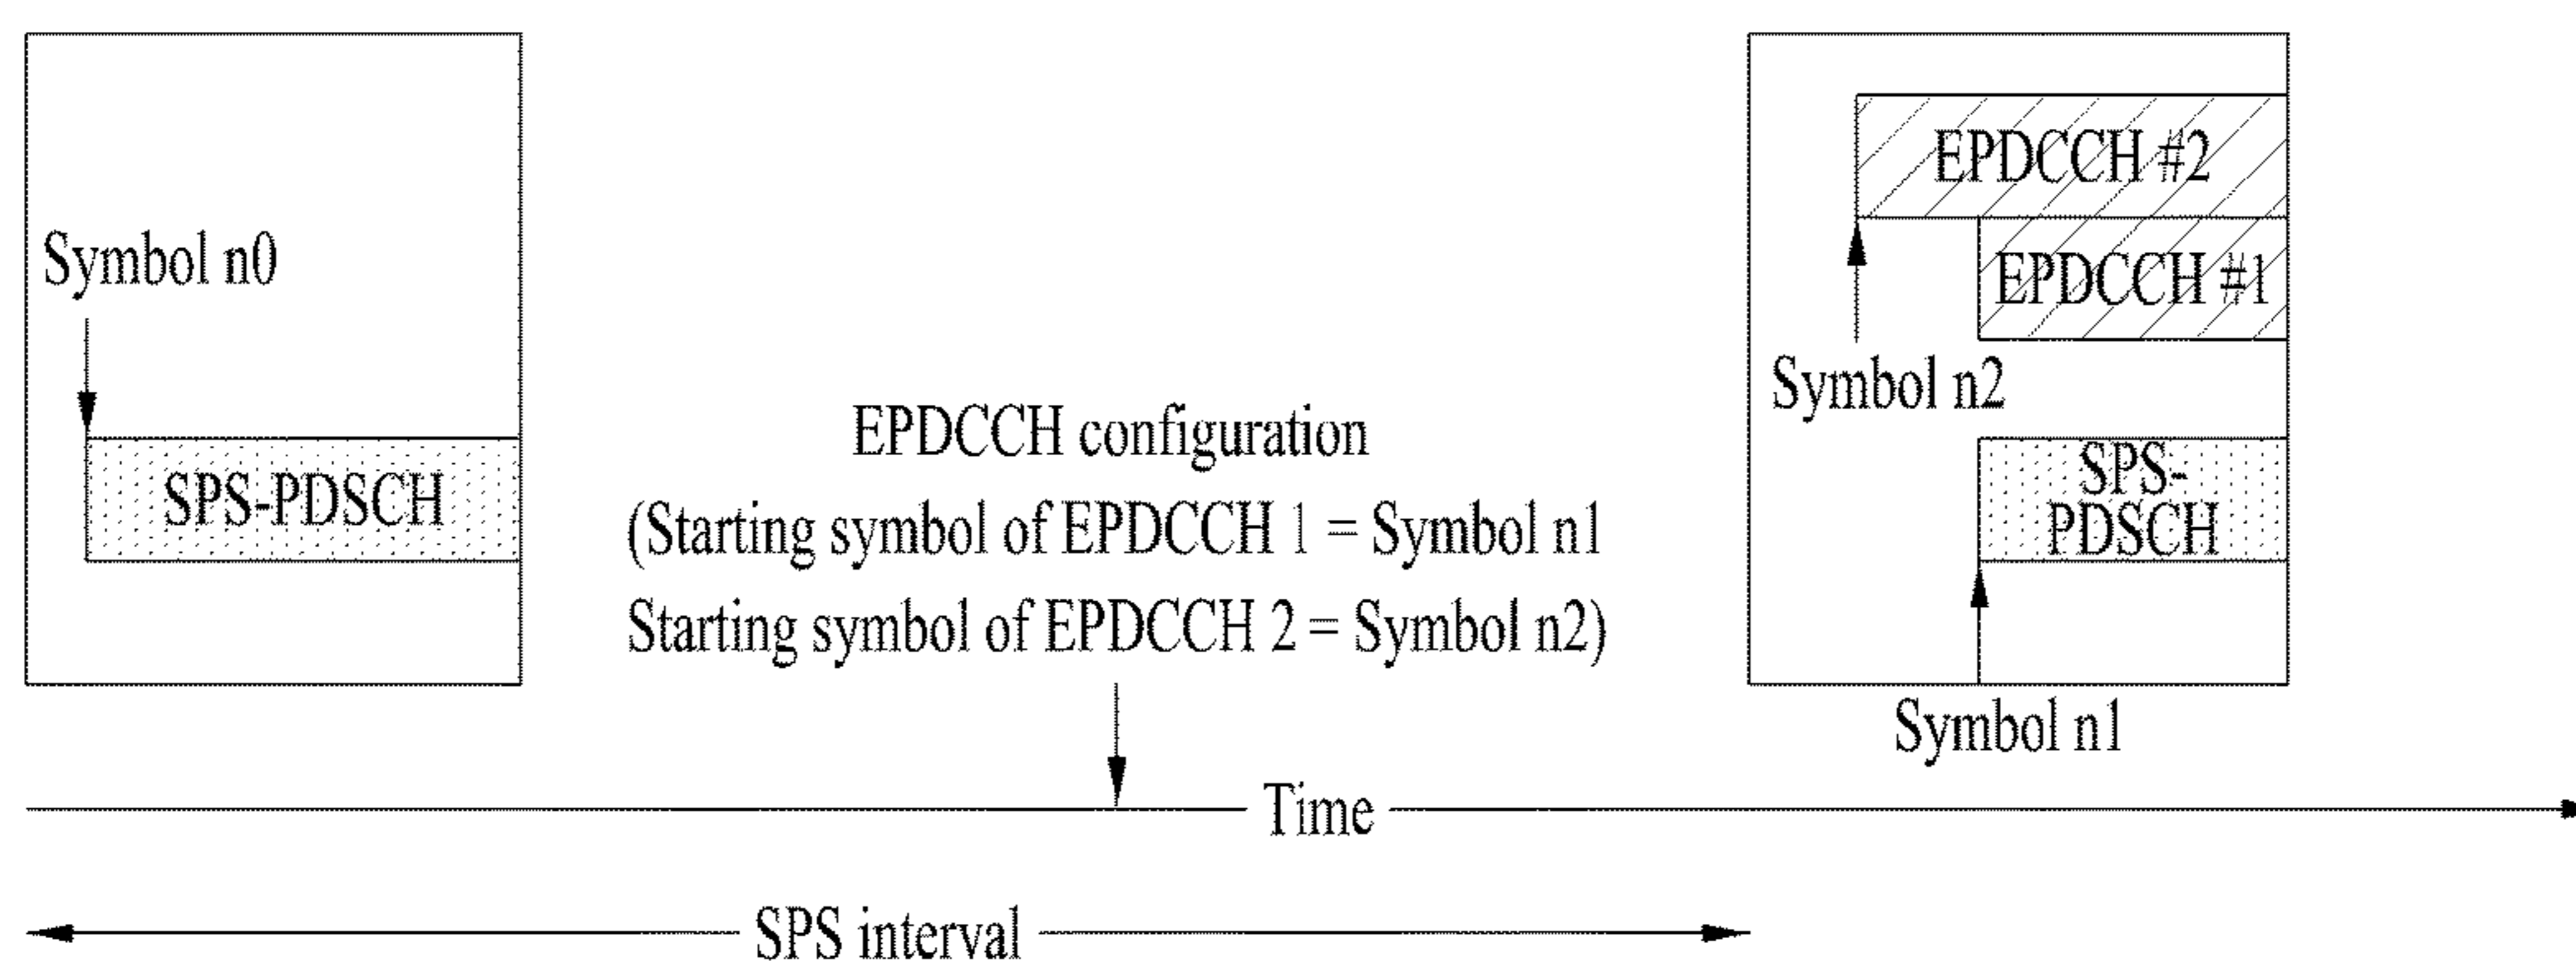 Symbol n0
SPS-PDSCH
EPDCCH configuration
(Starting symbol of EPDCCH 1 = Symbol n1
Starting symbol of EPDCCH 2 = Symbol n2)
EPDCCH #2
EPDCCH #1
Symbol n2
SPS-
PDSCH
Symbol n1
Time
SPS interval